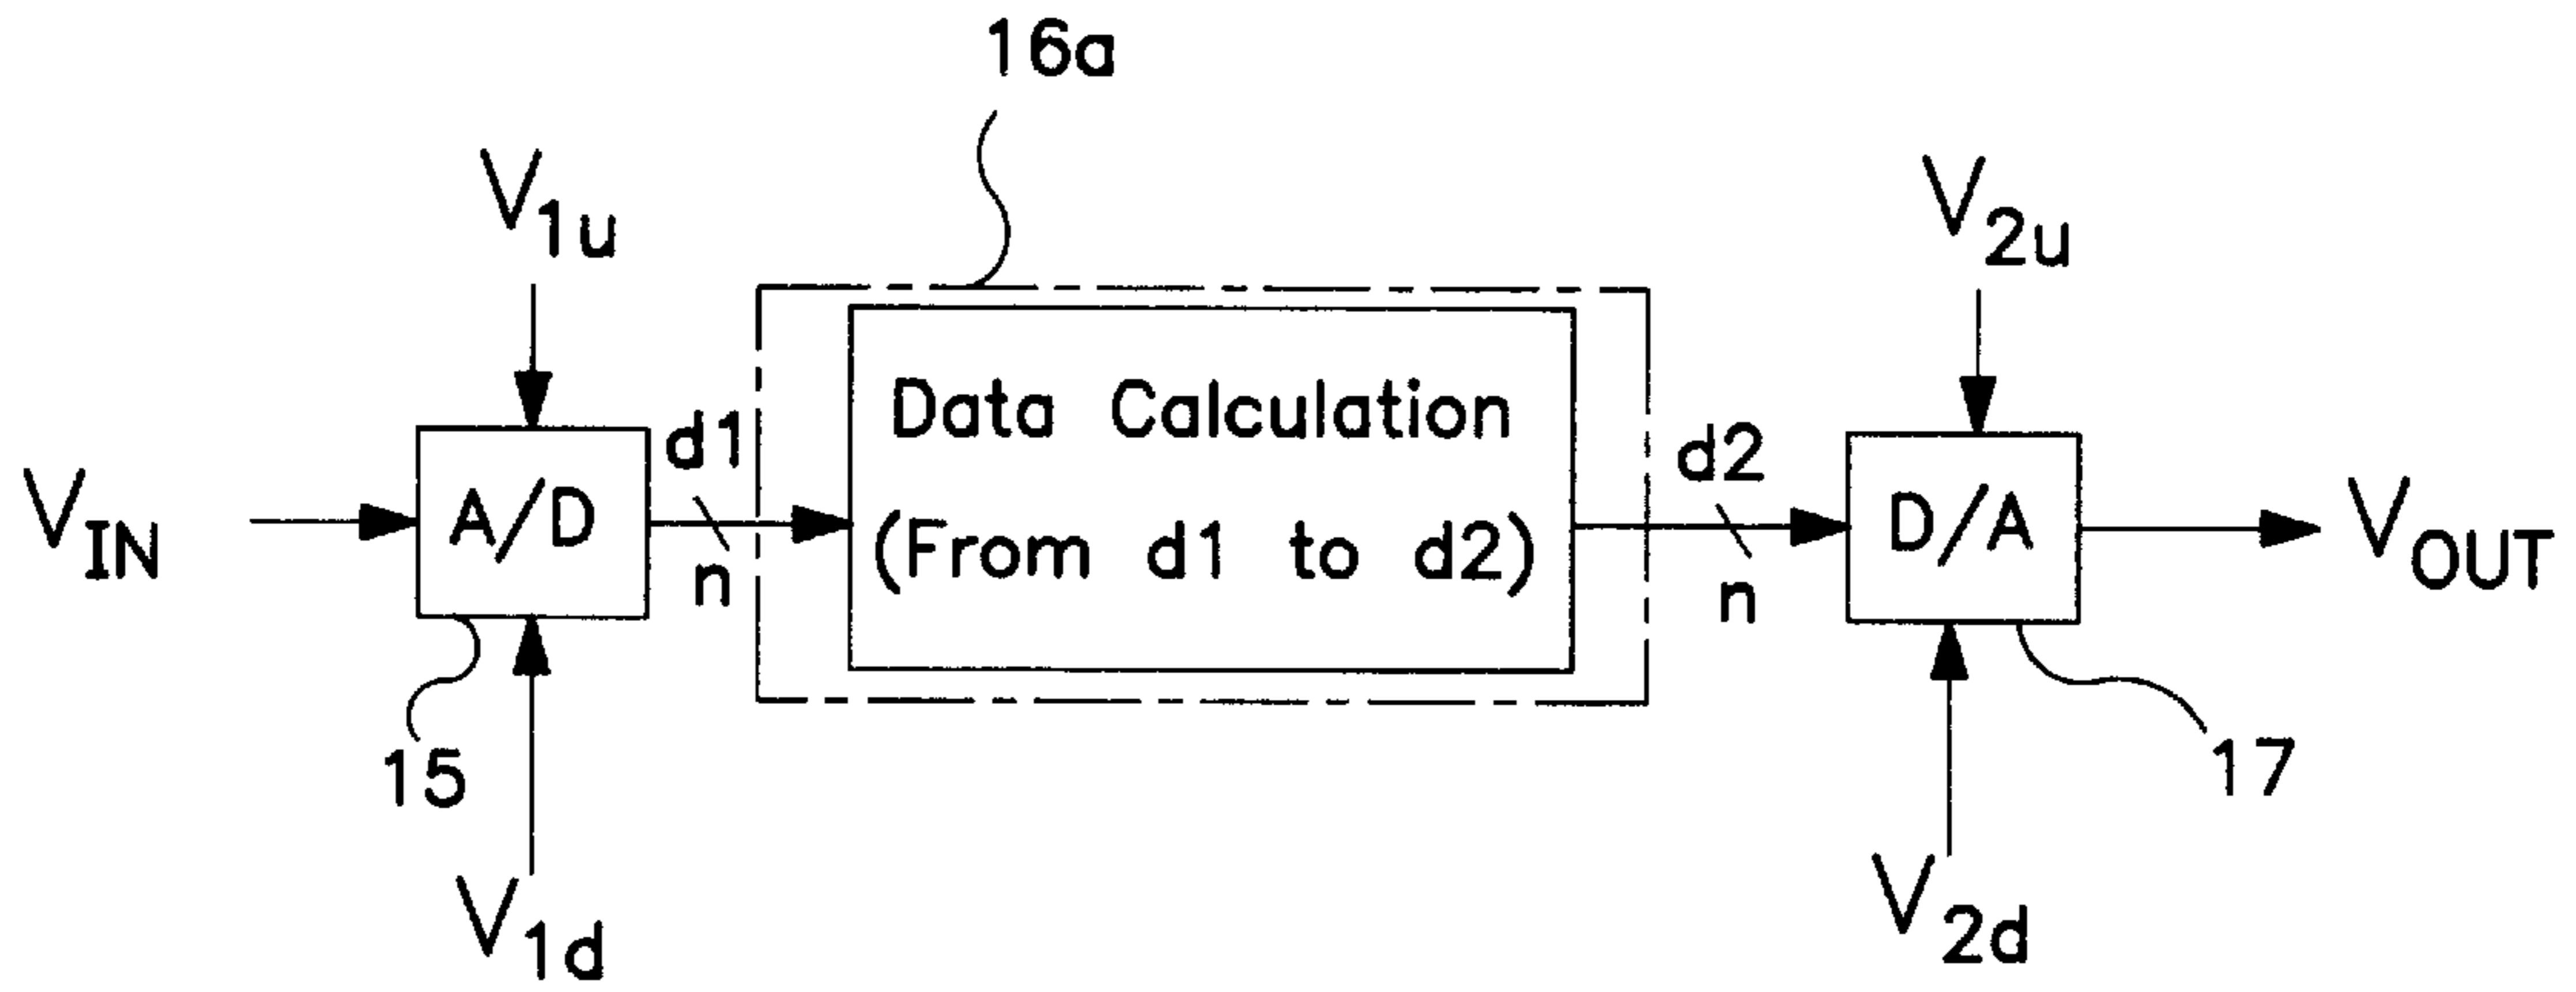 16a
V1u
V2u
d1
Data Calculation
d2
VIN
A/D
(From d1 to d2)
D/A
VOUT
n
n
15
17
V1d
V2d